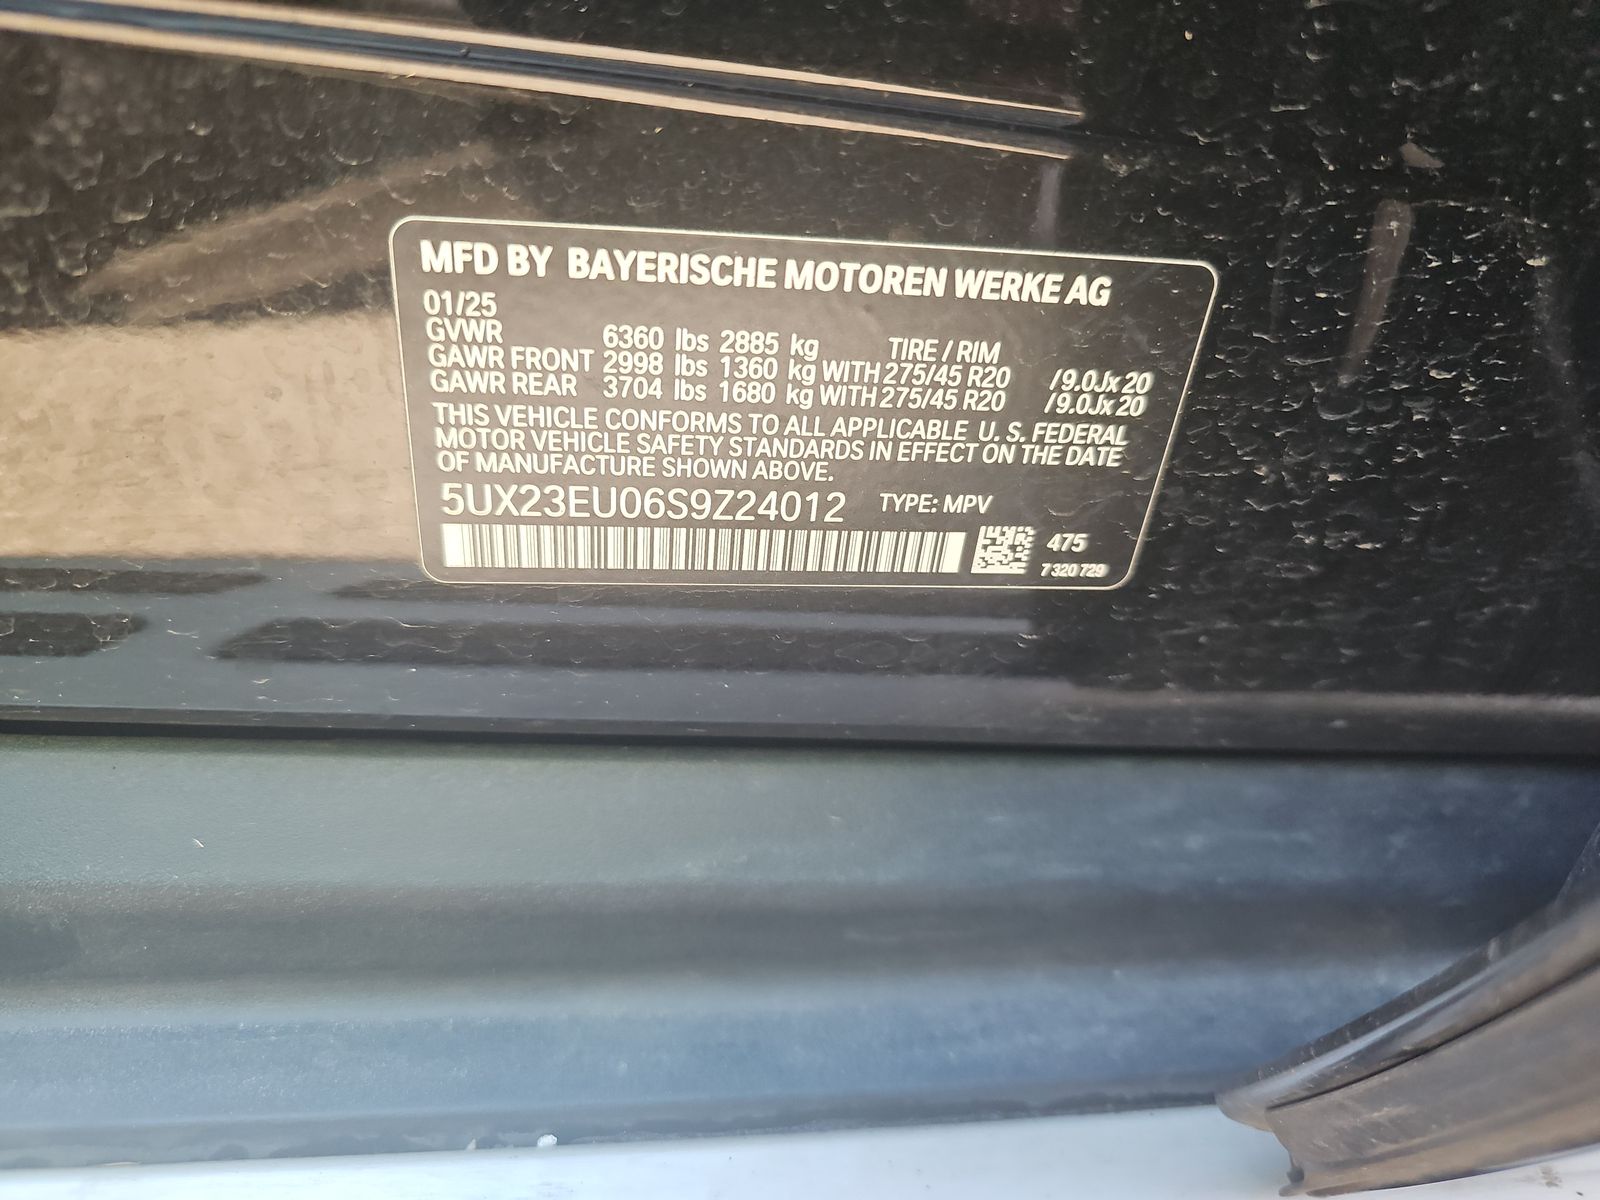 MFD BY BAYERISCHE MOTOREN WERKE AG
01/25
GVWR 6360 lbs 2885 kg TIRE / RIM
GAWR FRONT 2998 lbs 1360 kg WITH 275/45 R20 / 9.0Jx20
GAWR REAR 3704 lbs 1680 kg WITH 275/45 R20 / 9.0Jx20
THIS VEHICLE CONFORMS TO ALL APPLICABLE U. S. FEDERAL
MOTOR VEHICLE SAFETY STANDARDS IN EFFECT ON THE DATE
OF MANUFACTURE SHOWN ABOVE.
5UX23EU06S9Z24012 TYPE: MPV
475
7 320 729